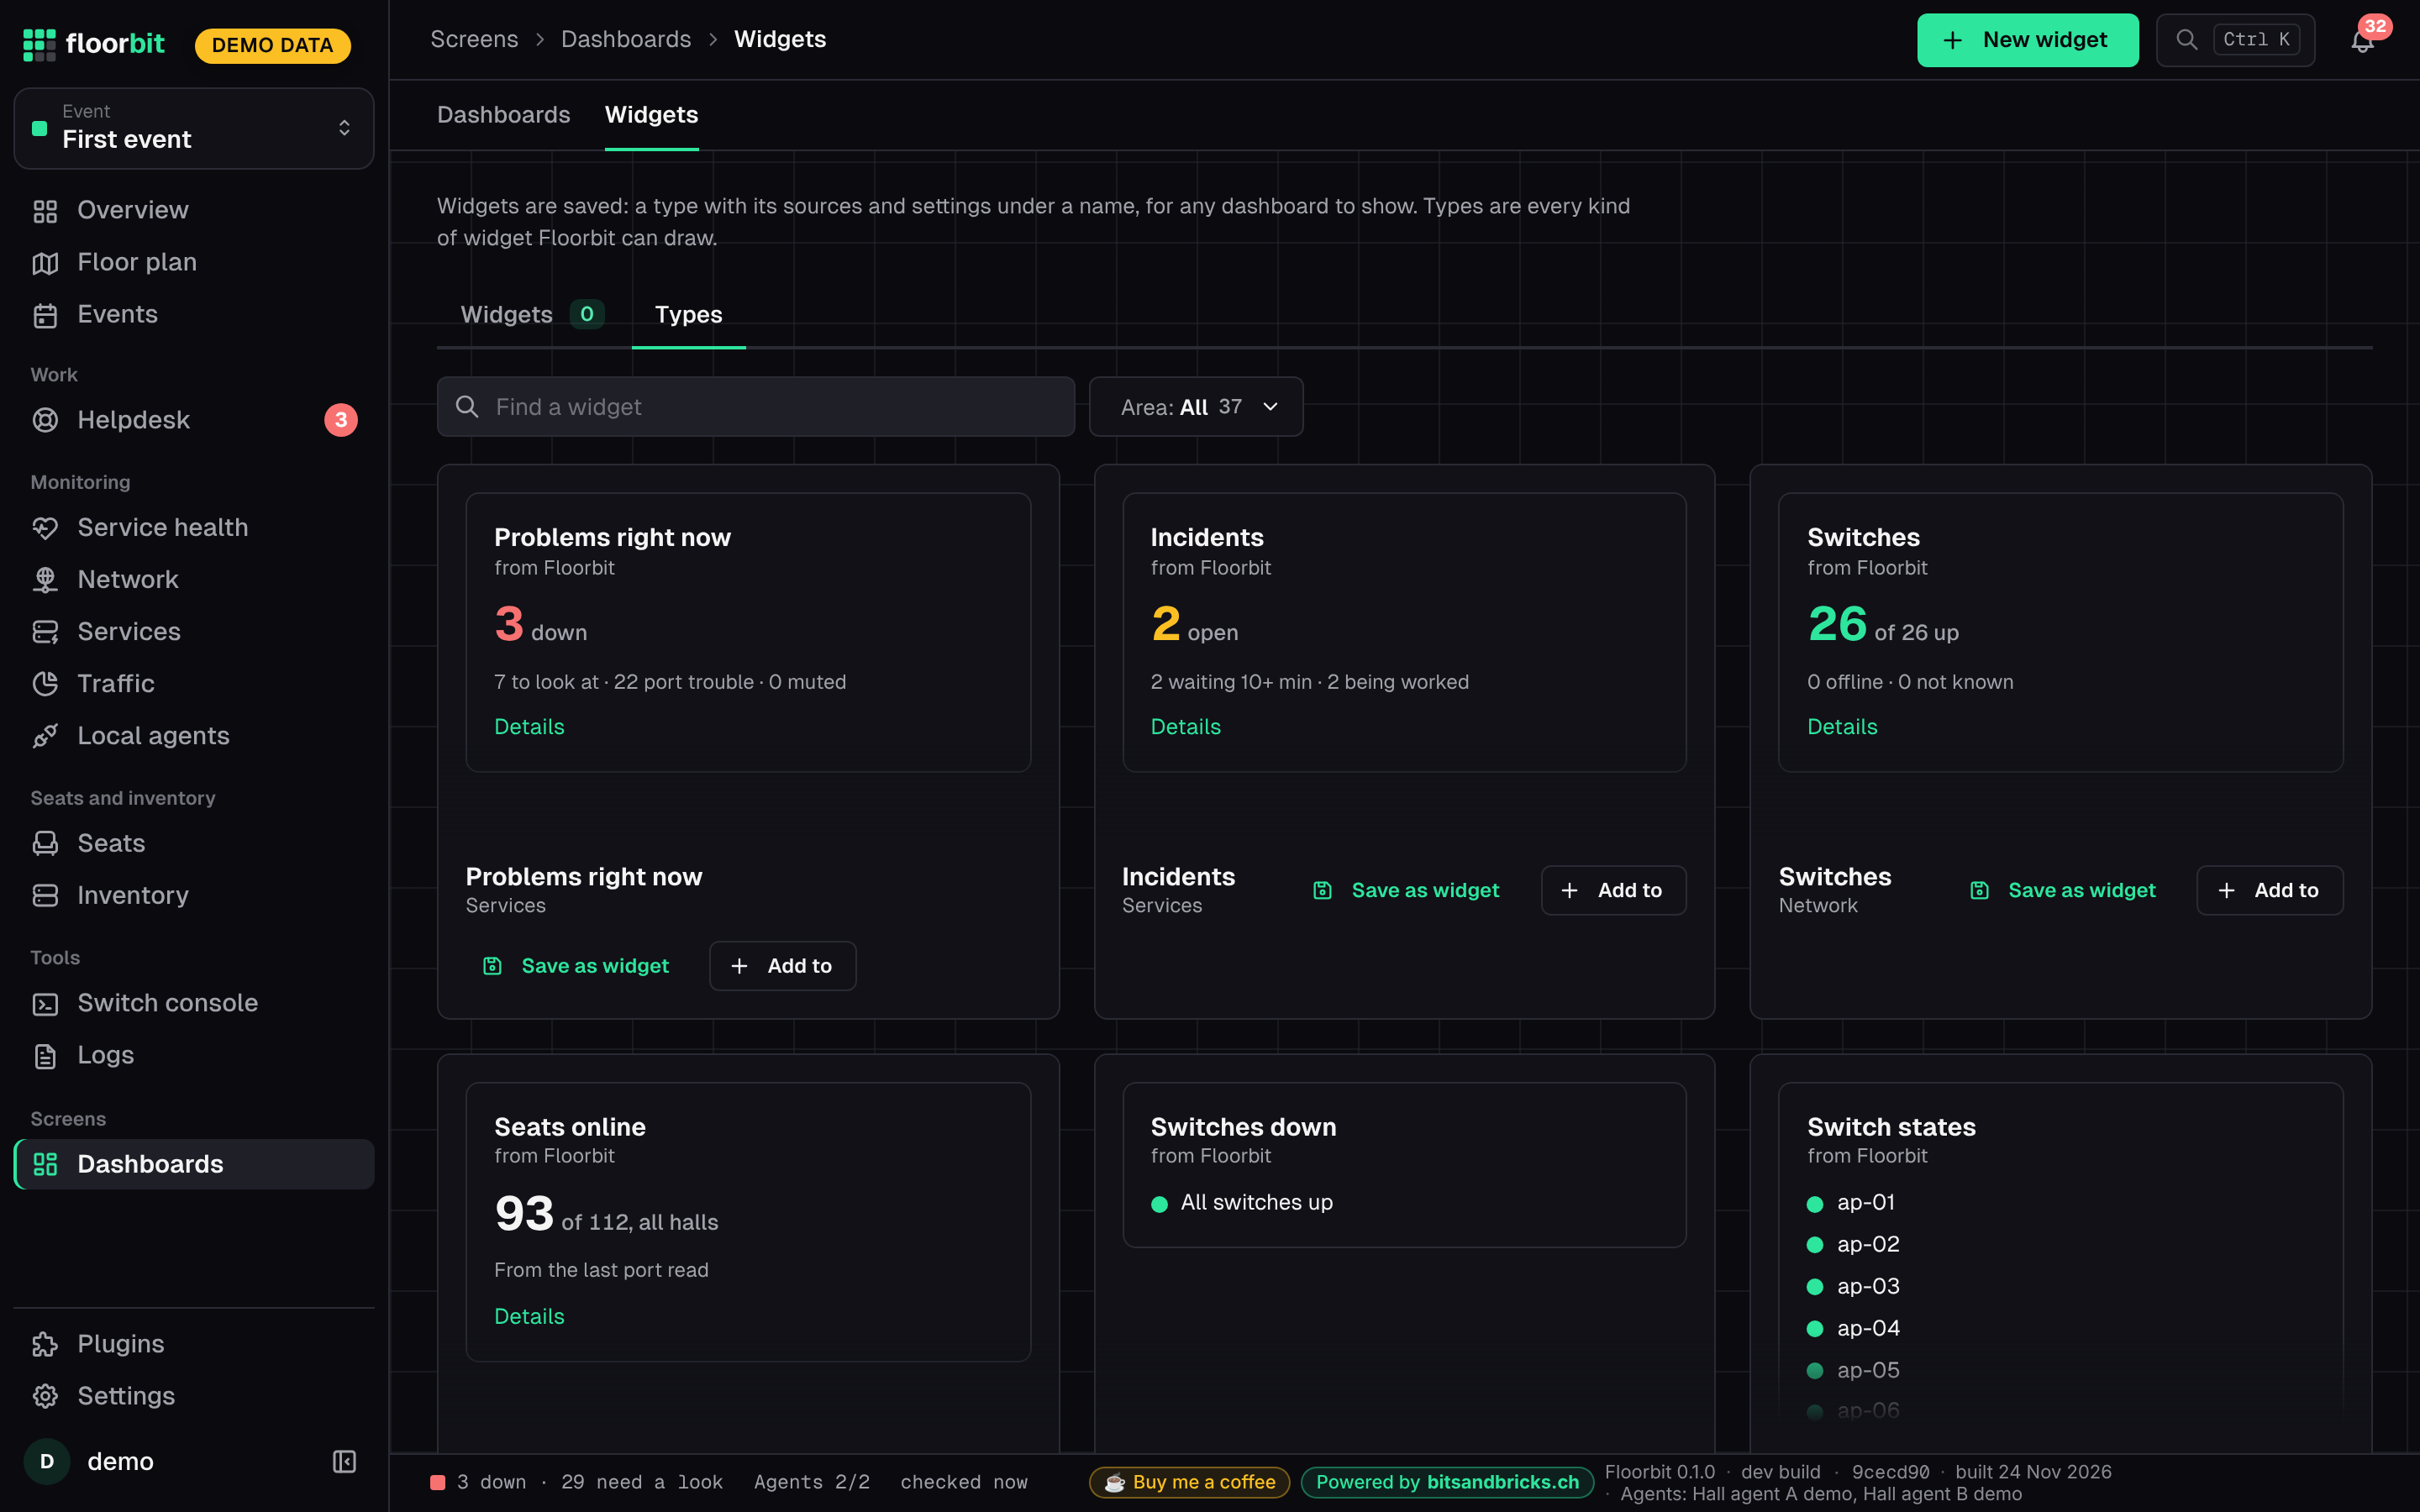 floorbit
DEMO DATA
Event
First event
Overview
Floor plan
Events
Work
Helpdesk
3
Monitoring
Service health
Network
Services
Traffic
Local agents
Seats and inventory
Seats
Inventory
Tools
Switch console
Logs
Screens
Dashboards
Plugins
Settings
D
demo
Screens
Dashboards
Widgets
New widget
Ctrl K
32
Dashboards
Widgets
Widgets are saved: a type with its sources and settings under a name, for any dashboard to show. Types are every kind
of widget Floorbit can draw.
Widgets 0
Types
Find a widget
Area: All 37
Problems right now
from Floorbit
3 down
7 to look at · 22 port trouble · 0 muted
Details
Problems right now
Services
Save as widget
Add to
Incidents
from Floorbit
2 open
2 waiting 10+ min · 2 being worked
Details
Incidents
Services
Save as widget
Add to
Switches
from Floorbit
26 of 26 up
0 offline · 0 not known
Details
Switches
Network
Save as widget
Add to
Seats online
from Floorbit
93 of 112, all halls
From the last port read
Details
Switches down
from Floorbit
All switches up
Switch states
from Floorbit
ap-01
ap-02
ap-03
ap-04
ap-05
ap-06
3 down · 29 need a look
Agents 2/2
checked now
Buy me a coffee
Powered by bitsandbricks.ch
Floorbit 0.1.0 · dev build · 9cecd90 · built 24 Nov 2026
· Agents: Hall agent A demo, Hall agent B demo